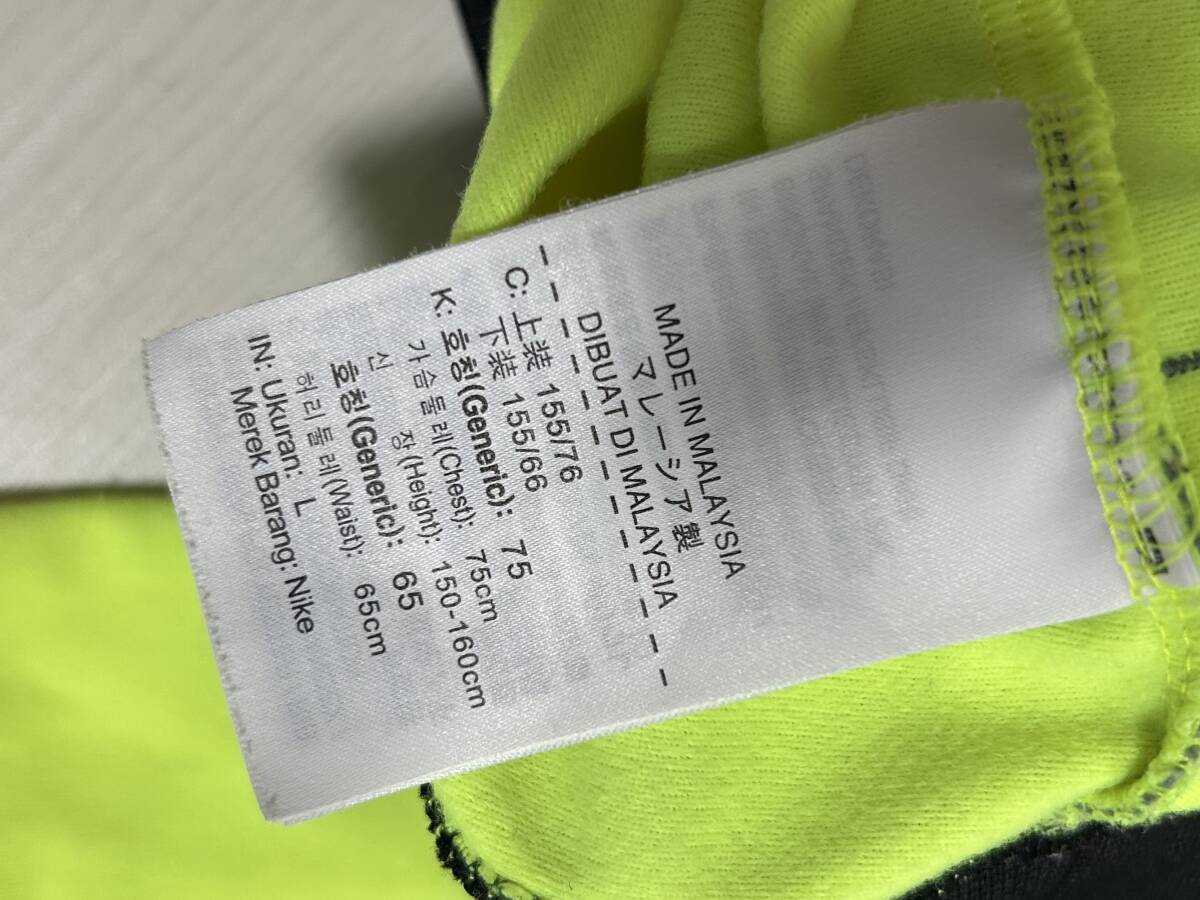 MADE IN MALAYSIA
マレーシア製
DIBUAT DI MALAYSIA
C: 上装 155/76
下装 155/66
K: 호칭(Generic): 75
가슴둘레(Chest): 75cm
신 장(Height): 150-160cm
호칭(Generic): 65
허리둘레(Waist): 65cm
IN: Ukuran: L
Merek Barang: Nike